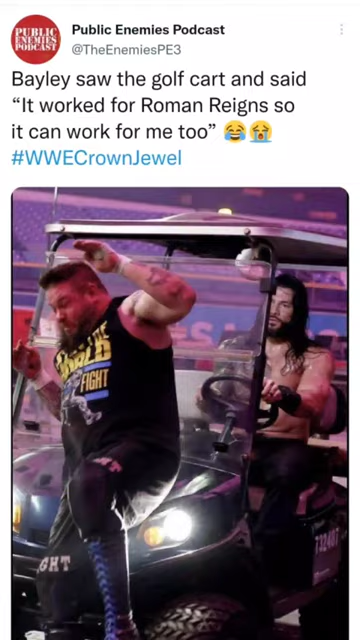 PUBLIC
ENEMIES
PODCAST
Public Enemies Podcast
@TheEnemiesPE3
Bayley saw the golf cart and said
“It worked for Roman Reigns so
it can work for me too” 😂😭
#WWECrownJewel
FIGHT
GHT